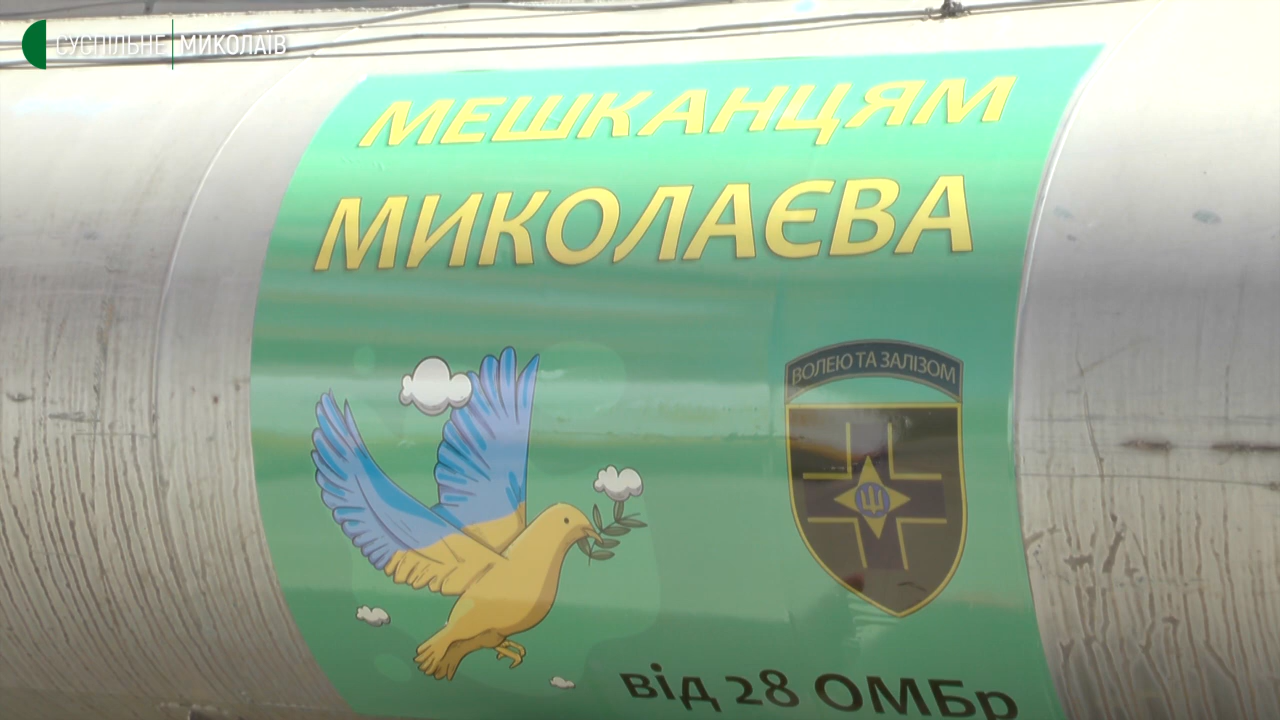 СУСПІЛЬНЕ МИКОЛАЇВ
МЕШКАНЦЯМ
МИКОЛАЄВА
ВОЛЕЮ ТА ЗАЛІЗОМ
від 28 ОМБр